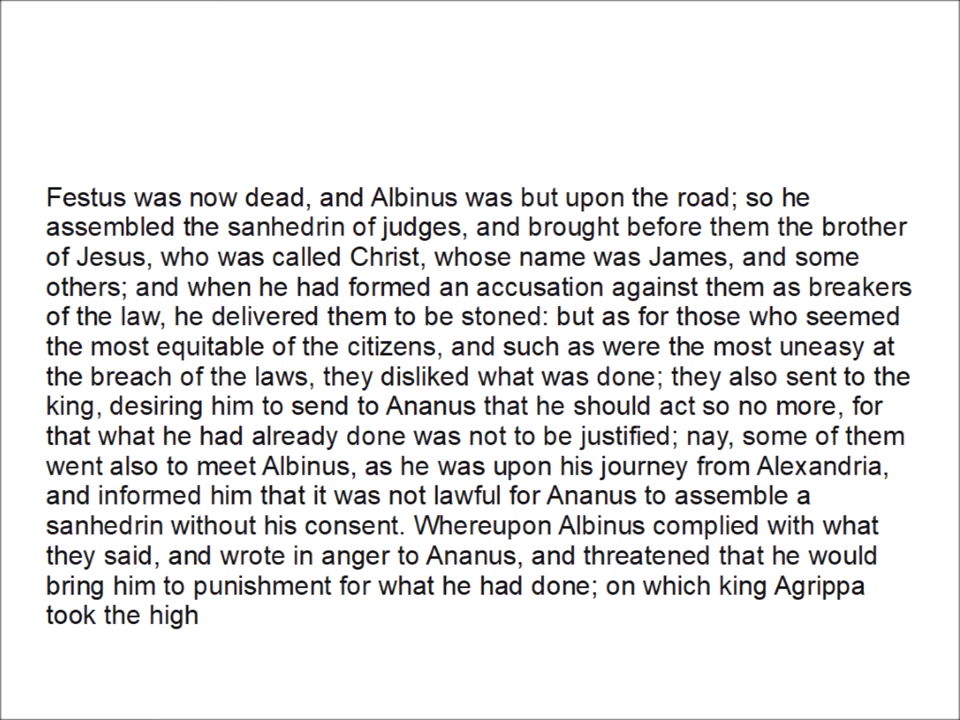 Festus was now dead, and Albinus was but upon the road; so he
assembled the sanhedrin of judges, and brought before them the brother
of Jesus, who was called Christ, whose name was James, and some
others; and when he had formed an accusation against them as breakers
of the law, he delivered them to be stoned: but as for those who seemed
the most equitable of the citizens, and such as were the most uneasy at
the breach of the laws, they disliked what was done; they also sent to the
king, desiring him to send to Ananus that he should act so no more, for
that what he had already done was not to be justified; nay, some of them
went also to meet Albinus, as he was upon his journey from Alexandria,
and informed him that it was not lawful for Ananus to assemble a
sanhedrin without his consent. Whereupon Albinus complied with what
they said, and wrote in anger to Ananus, and threatened that he would
bring him to punishment for what he had done; on which king Agrippa
took the high